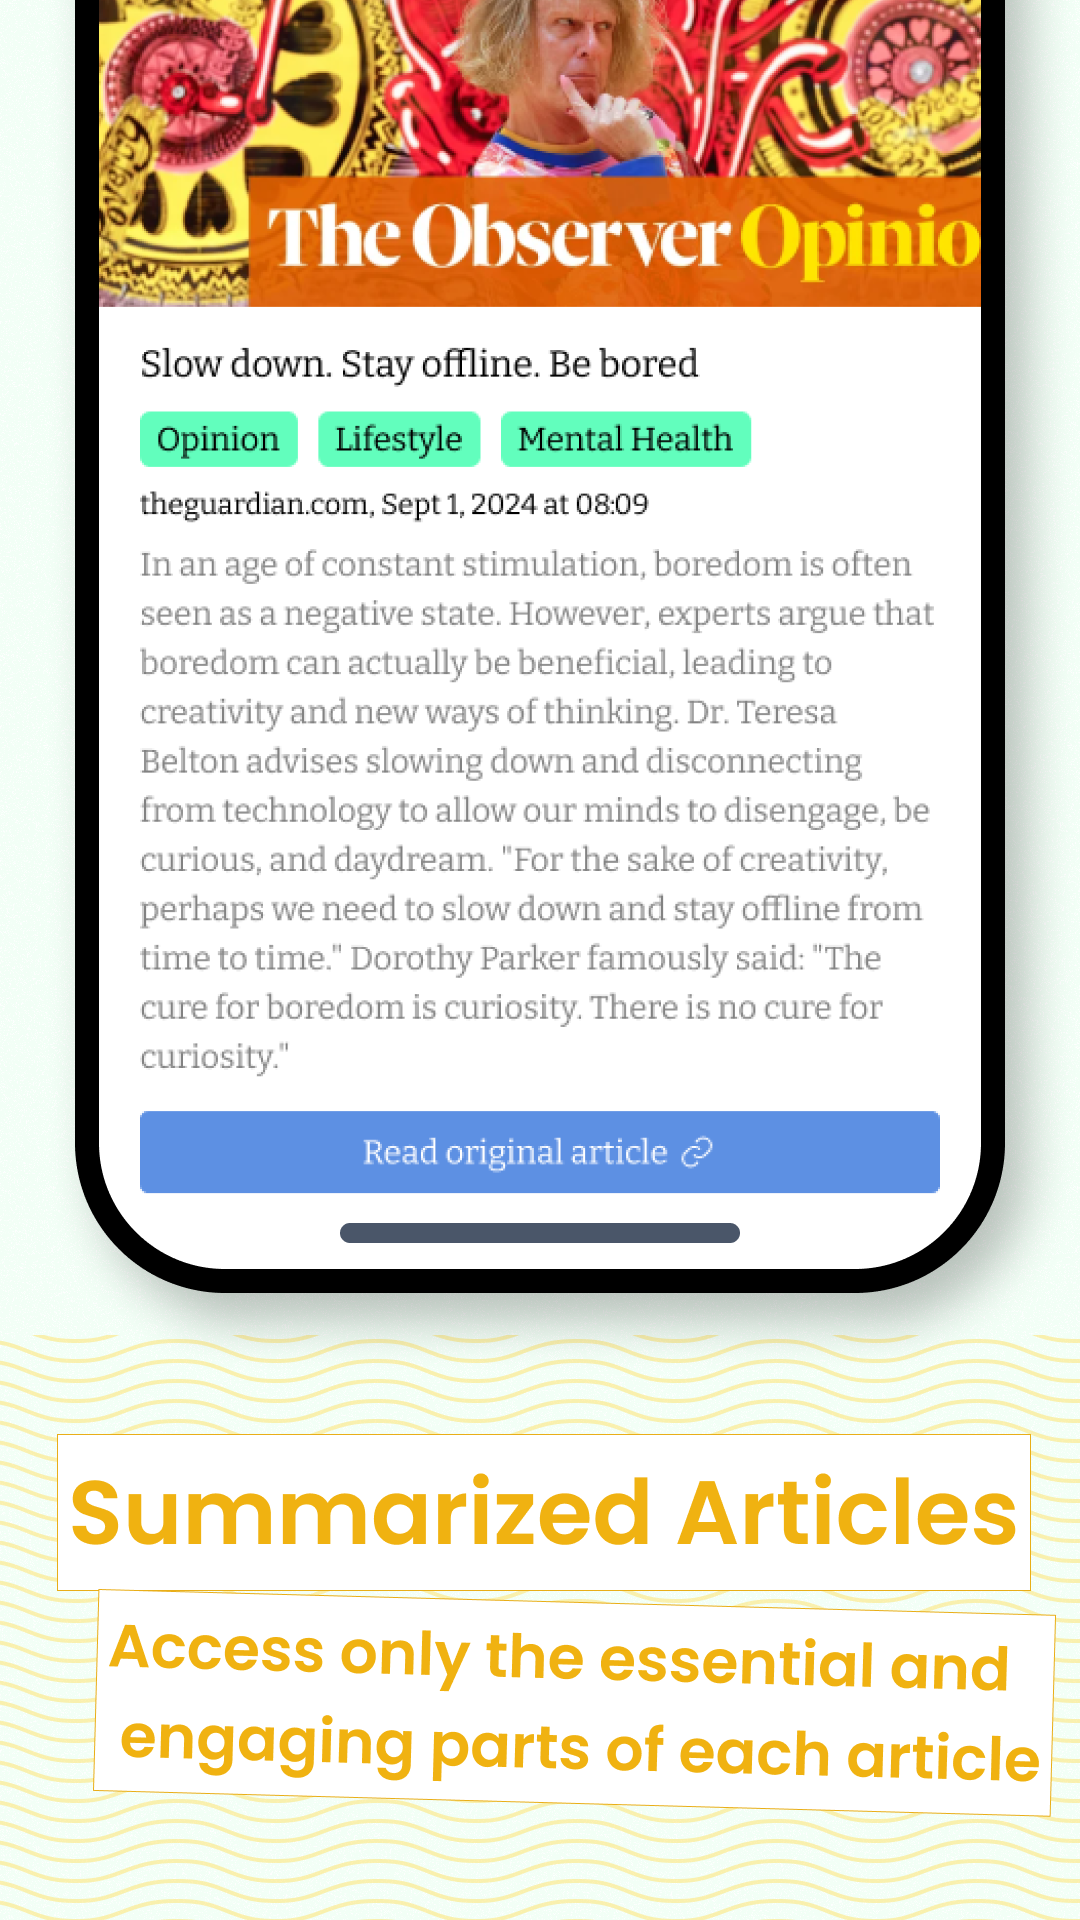 The Observer Opinio
Slow down. Stay offline. Be bored
Opinion Lifestyle Mental Health
theguardian.com, Sept 1, 2024 at 08:09
In an age of constant stimulation, boredom is often
seen as a negative state. However, experts argue that
boredom can actually be beneficial, leading to
creativity and new ways of thinking. Dr. Teresa
Belton advises slowing down and disconnecting
from technology to allow our minds to disengage, be
curious, and daydream. "For the sake of creativity,
perhaps we need to slow down and stay offline from
time to time." Dorothy Parker famously said: "The
cure for boredom is curiosity. There is no cure for
curiosity."
Read original article
Summarized Articles
Access only the essential and
engaging parts of each article